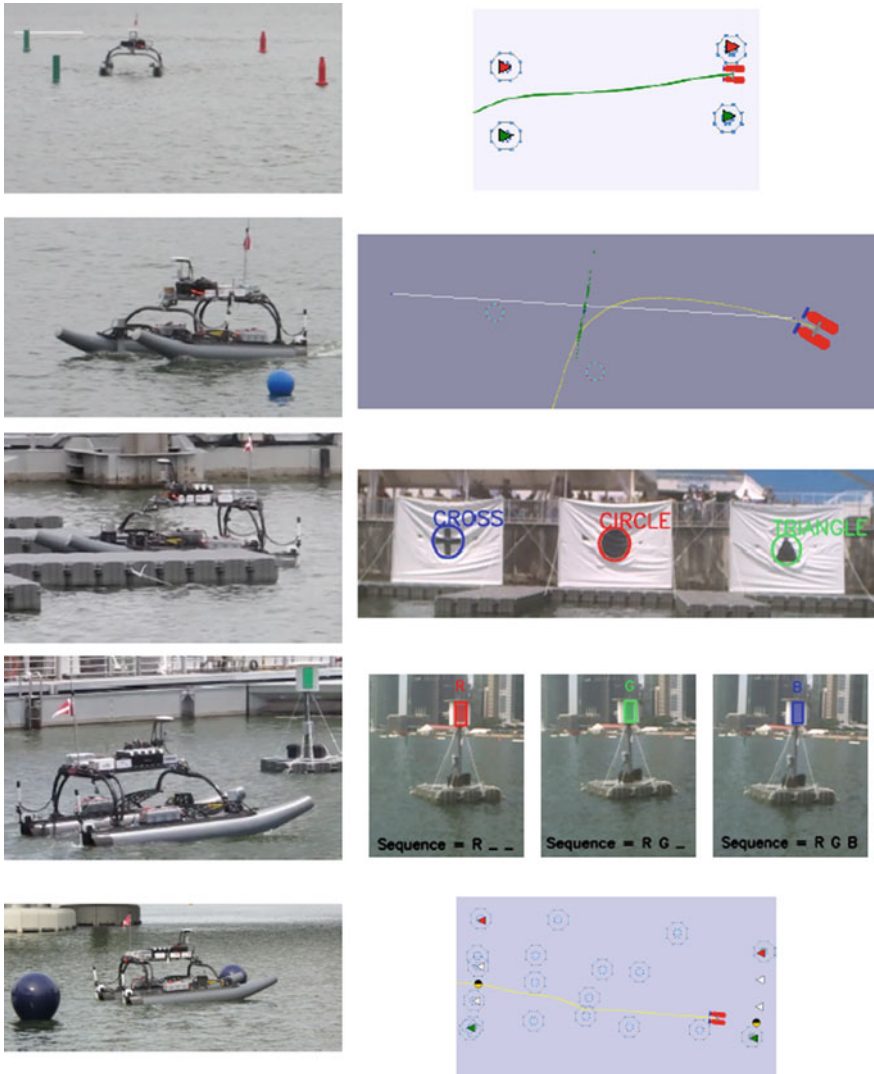 CROSS
CIRCLE
TRIANGLE
R
G
B
Sequence = R _ _
Sequence = R G _
Sequence = R G B